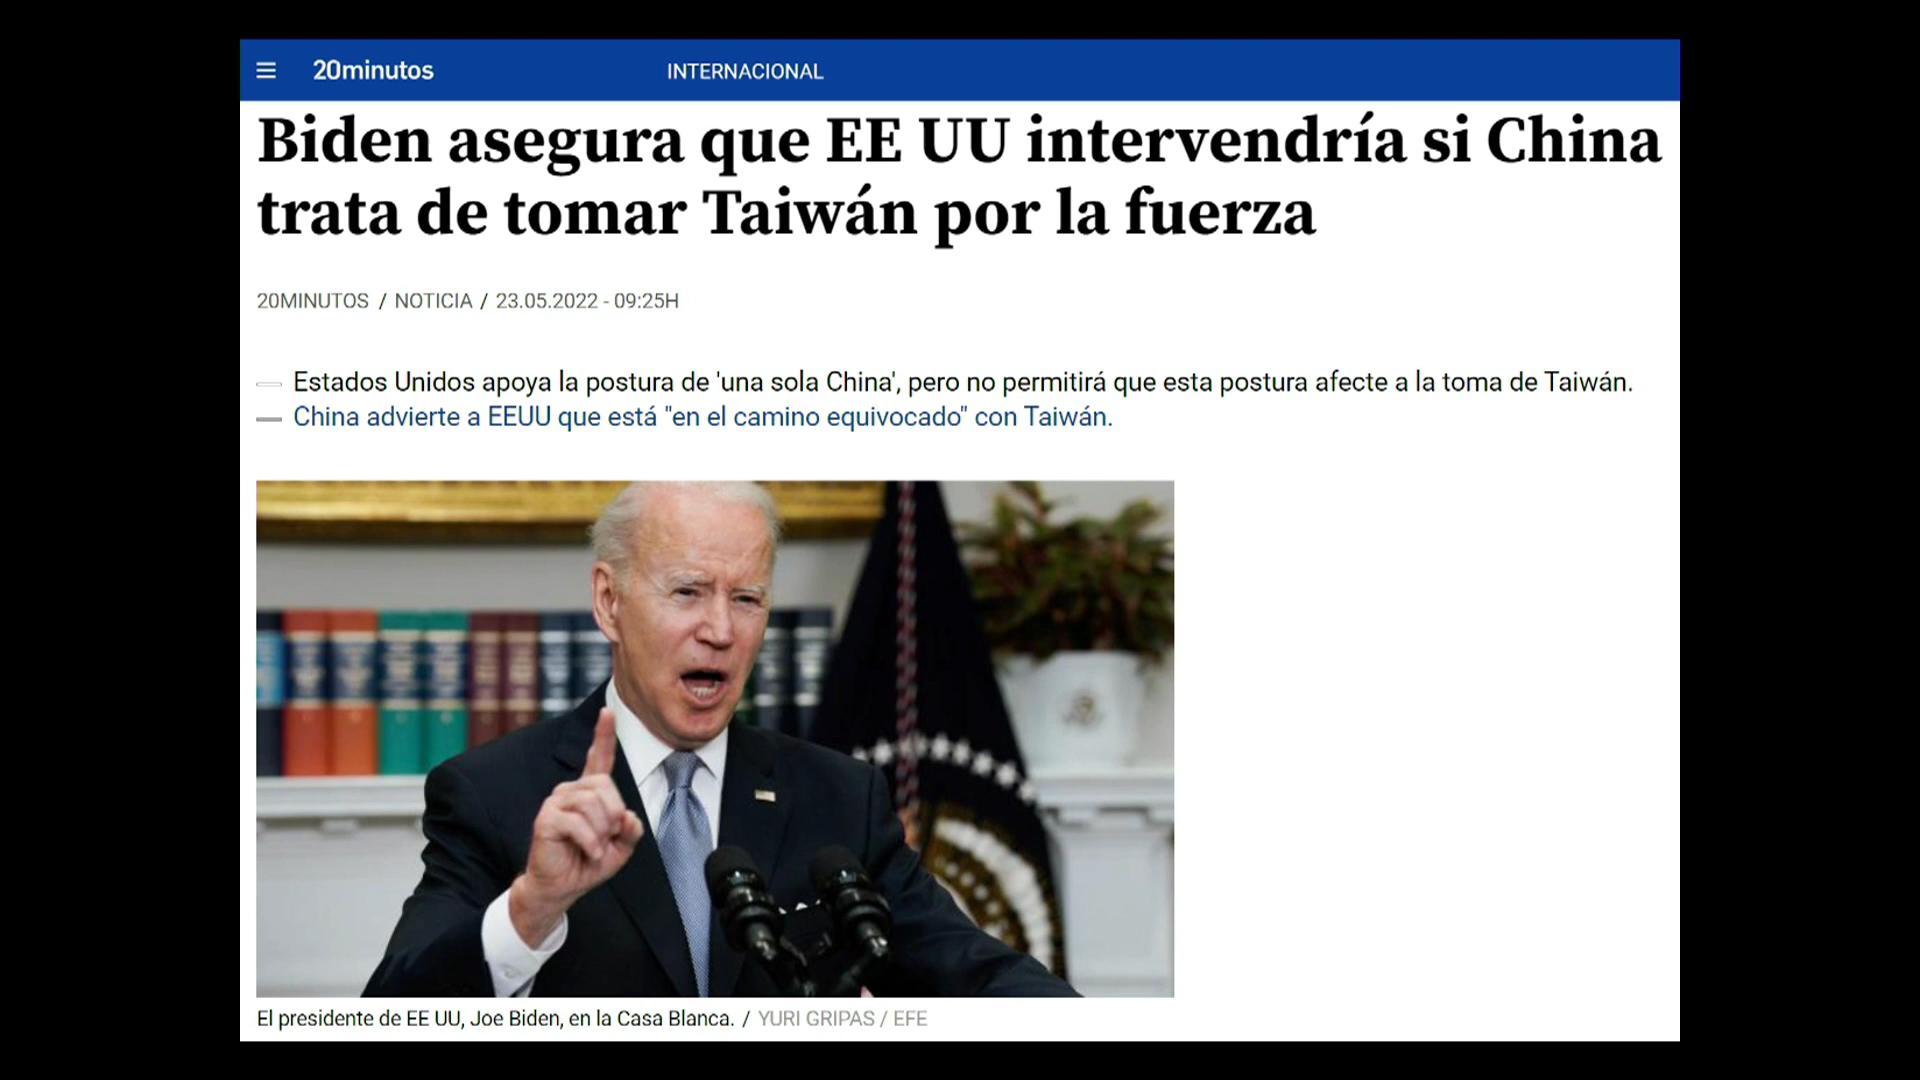 20minutos
INTERNACIONAL
Biden asegura que EE UU intervendría si China
trata de tomar Taiwán por la fuerza
20MINUTOS / NOTICIA / 23.05.2022 - 09:25H
Estados Unidos apoya la postura de 'una sola China', pero no permitirá que esta postura afecte a la toma de Taiwán.
China advierte a EEUU que está "en el camino equivocado" con Taiwán.
El presidente de EE UU, Joe Biden, en la Casa Blanca. / YURI GRIPAS / EFE